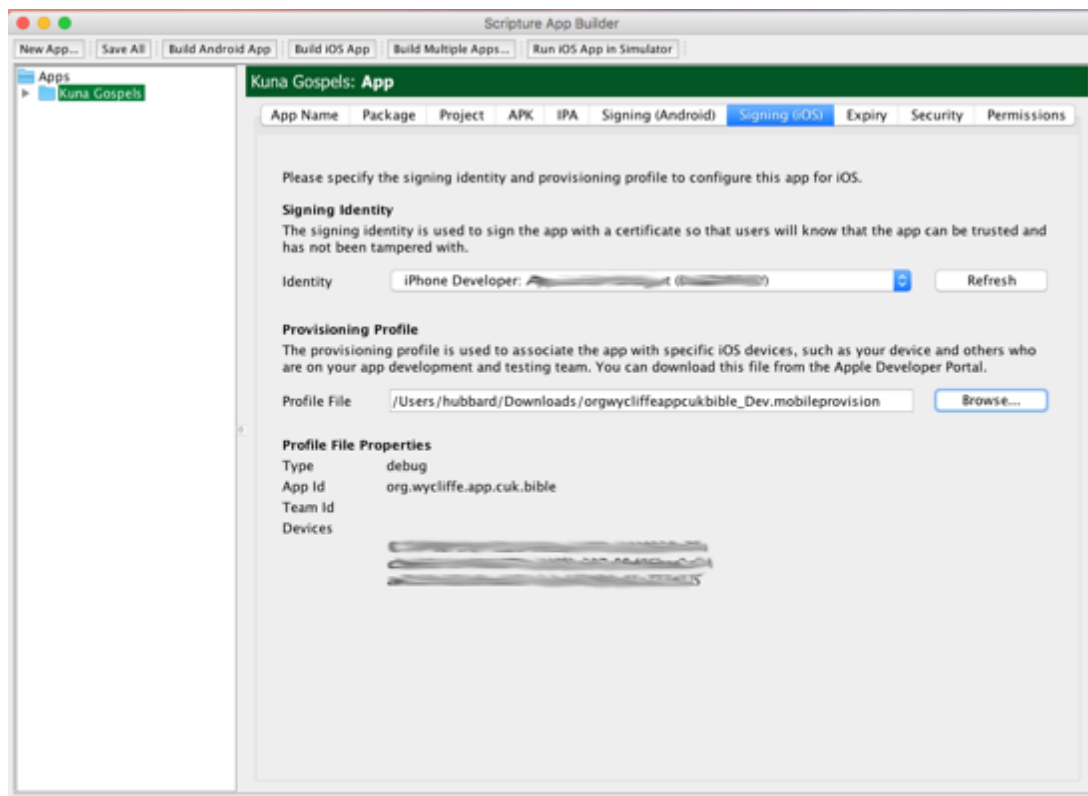 Scripture App Builder
New App... Save All Build Android App Build iOS App Build Multiple Apps... Run iOS App in Simulator
Apps
Kuna Gospels
Kuna Gospels: App
App Name Package Project APK IPA Signing (Android) Signing (iOS) Expiry Security Permissions
Please specify the signing identity and provisioning profile to configure this app for iOS.
Signing Identity
The signing identity is used to sign the app with a certificate so that users will know that the app can be trusted and
has not been tampered with.
Identity iPhone Developer: Refresh
Provisioning Profile
The provisioning profile is used to associate the app with specific iOS devices, such as your device and others who
are on your app development and testing team. You can download this file from the Apple Developer Portal.
Profile File /Users/hubbard/Downloads/orgwycliffeappcukbible_Dev.mobileprovision Browse...
Profile File Properties
Type debug
App Id org.wycliffe.app.cuk.bible
Team Id
Devices